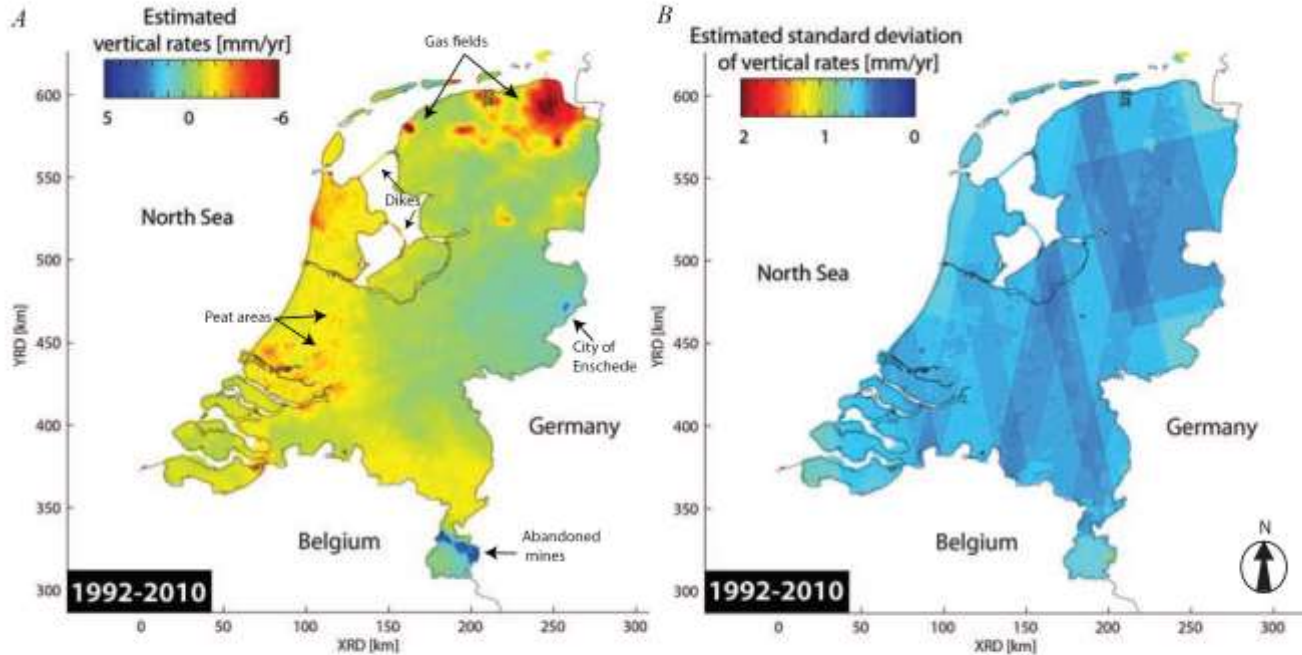 A
Estimated
vertical rates [mm/yr]
5 0 -6
Gas fields
600
550
500
450
400
350
300
YRD [km]
North Sea
Dikes
Peat areas
City of
Enschede
Germany
Belgium
Abandoned
mines
1992-2010
0 50 100 150 200 250 300
XRD [km]
B
Estimated standard deviation
of vertical rates [mm/yr]
2 1 0
600
550
500
450
400
350
300
YRD [km]
North Sea
Germany
Belgium
N
1992-2010
0 50 100 150 200 250 300
XRD [km]